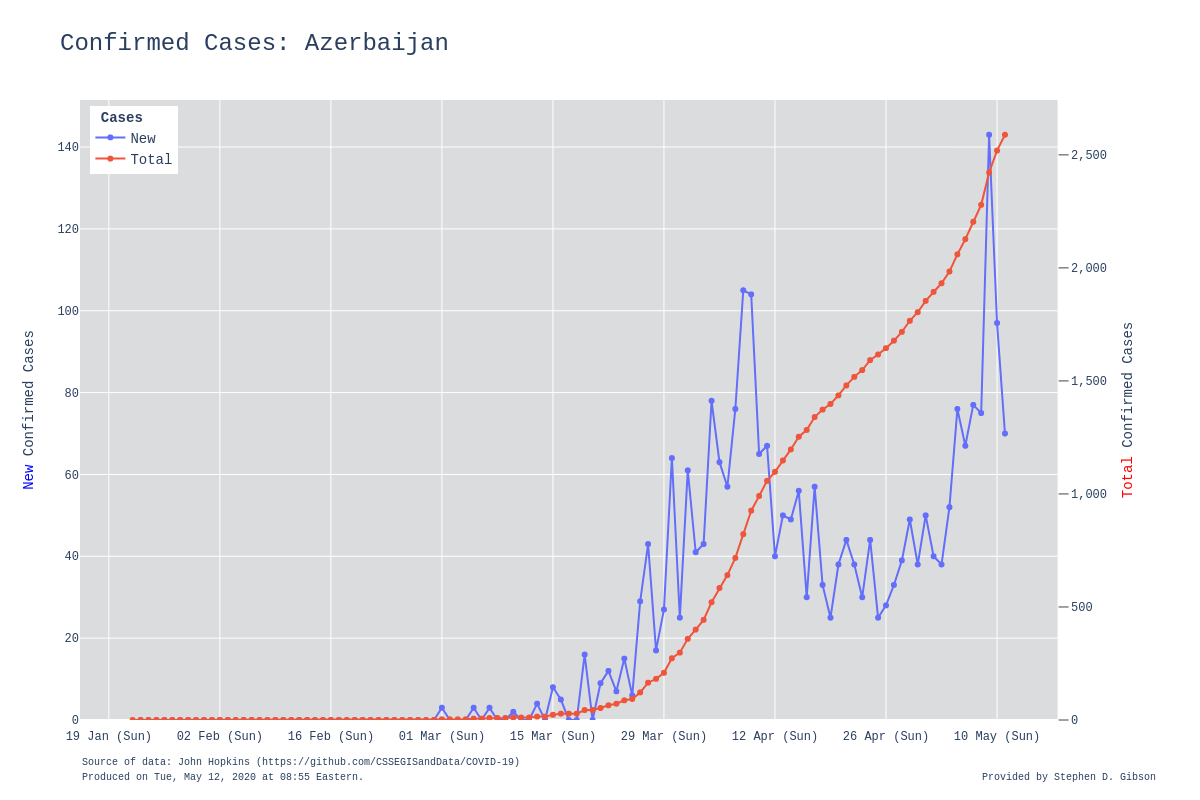 Confirmed Cases: Azerbaijan
Cases
New
Total
140
120
100
80
60
40
20
0
2,500
2,000
1,500
1,000
500
0
New Confirmed Cases
Total Confirmed Cases
19 Jan (Sun) 02 Feb (Sun) 16 Feb (Sun) 01 Mar (Sun) 15 Mar (Sun) 29 Mar (Sun) 12 Apr (Sun) 26 Apr (Sun) 10 May (Sun)
Source of data: John Hopkins (https://github.com/CSSEGISandData/COVID-19)
Produced on Tue, May 12, 2020 at 08:55 Eastern.
Provided by Stephen D. Gibson